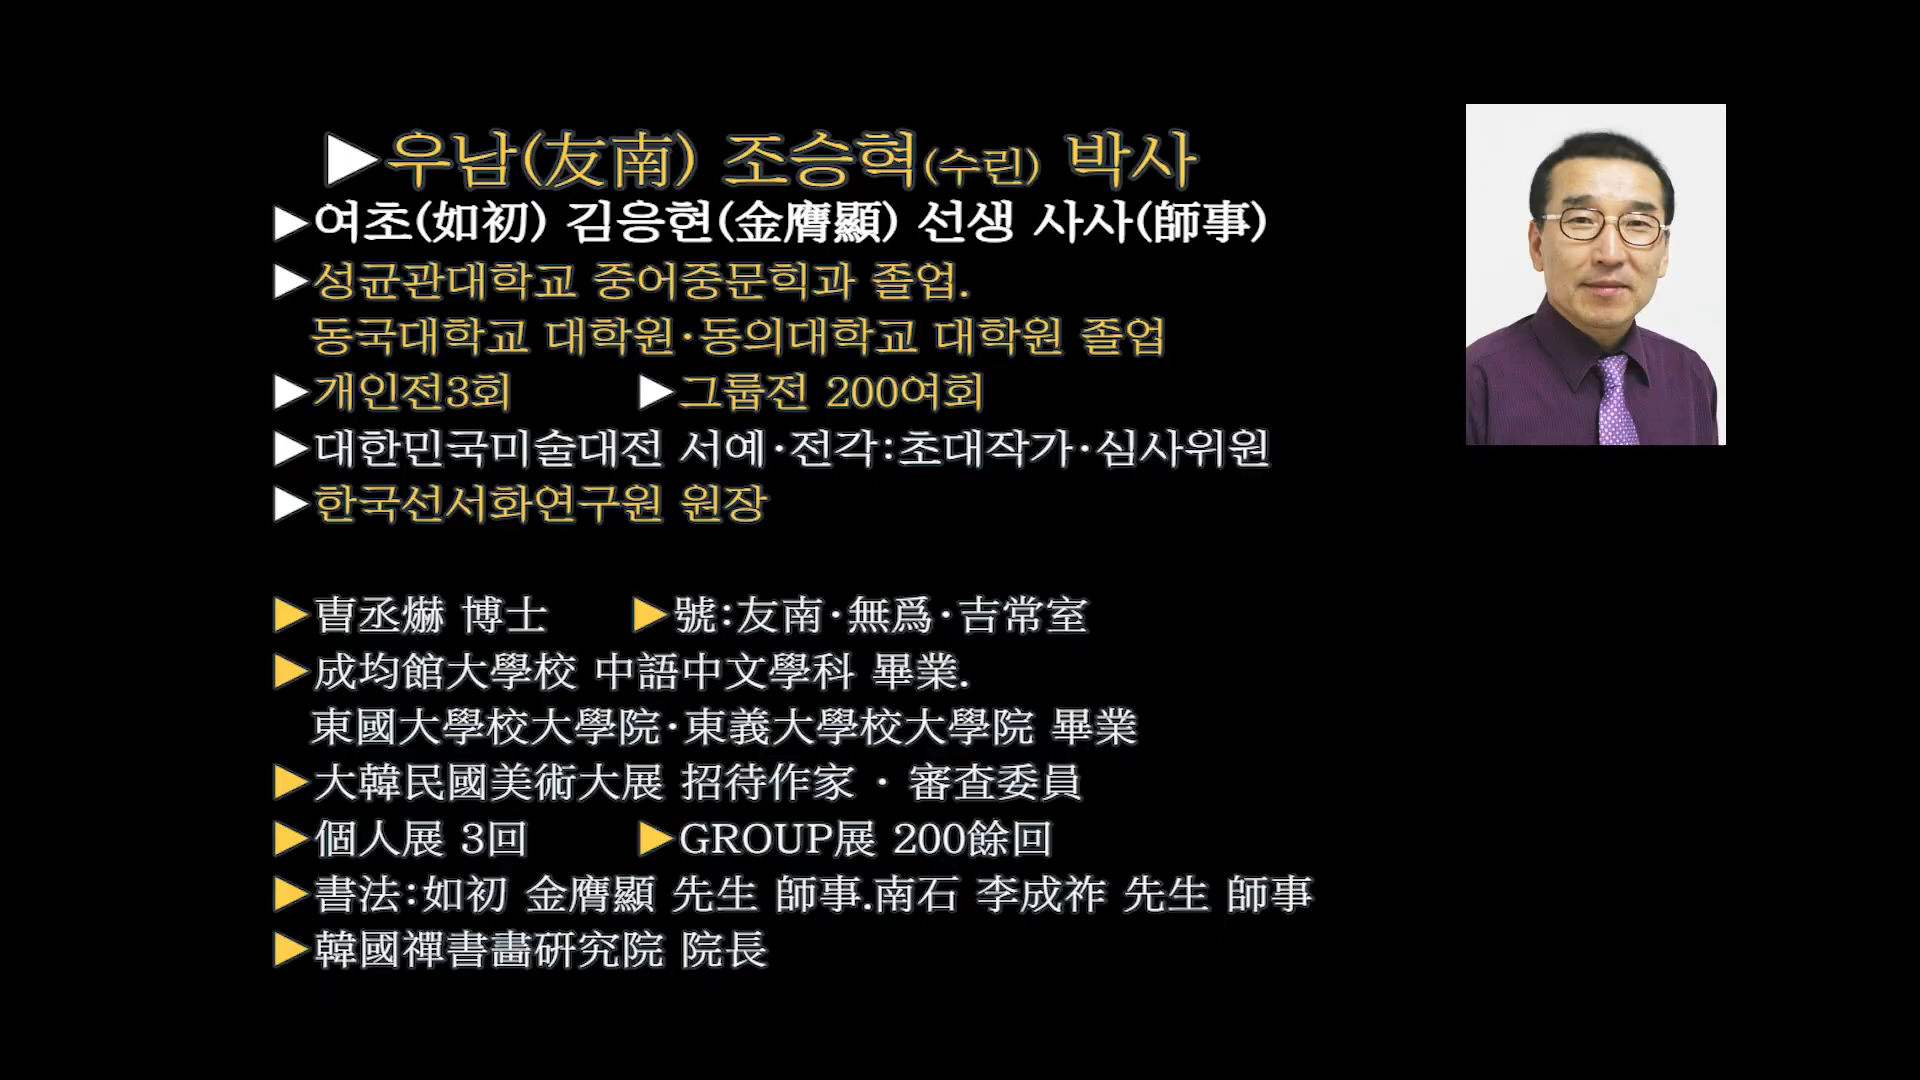 ▶우남(友南) 조승혁(수린) 박사
▶여초(如初) 김응현(金膺顯) 선생 사사(師事)
▶성균관대학교 중어중문힉과 졸업.
동국대학교 대학원·동의대학교 대학원 졸업
▶개인전3회 ▶그룹전 200여회
▶대한민국미술대전 서예·전각:초대작가·심사위원
▶한국선서화연구원 원장
▶曺丞爀 博士 ▶號:友南·無爲·吉常室
▶成均館大學校 中語中文學科 畢業.
東國大學校大學院·東義大學校大學院 畢業
▶大韓民國美術大展 招待作家 · 審査委員
▶個人展 3回 ▶GROUP展 200餘回
▶書法:如初 金膺顯 先生 師事.南石 李成祚 先生 師事
▶韓國禪書畵硏究院 院長